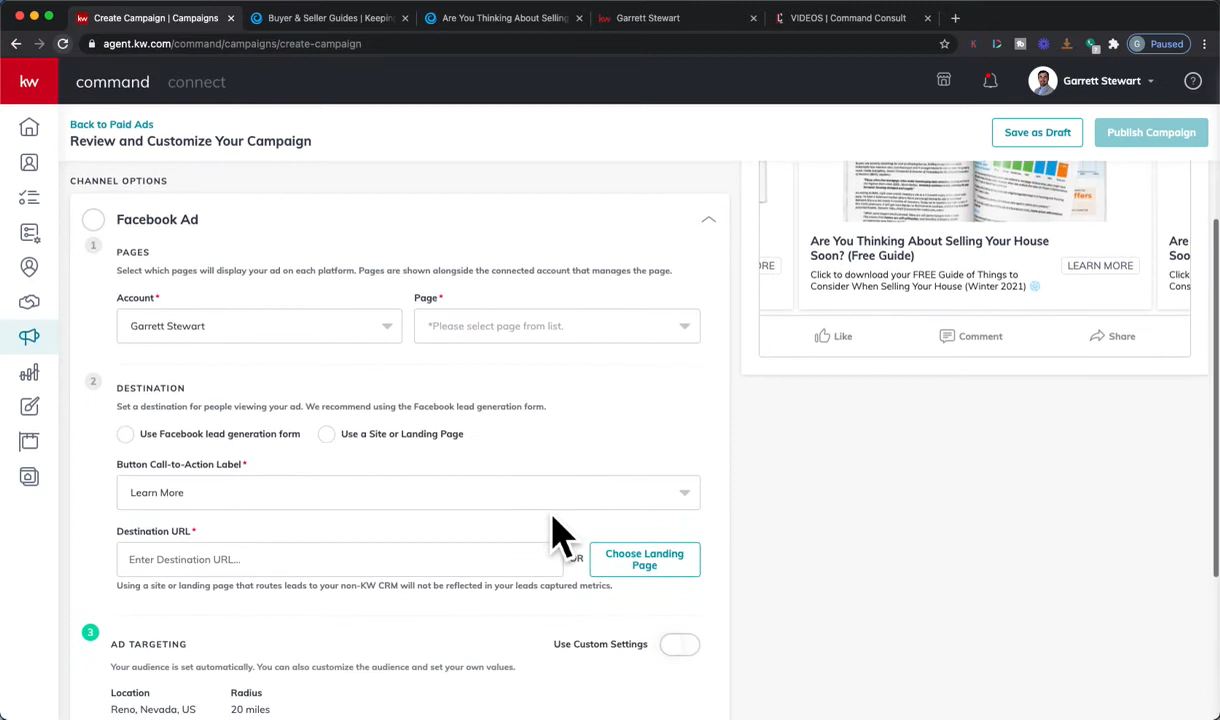 Create Campaign | Campaigns
Buyer & Seller Guides | Keepin
Are You Thinking About Selling
kw Garrett Stewart
VIDEOS | Command Consult
agent.kw.com/command/campaigns/create-campaign
G Paused
kw command connect
Garrett Stewart
Back to Paid Ads
Review and Customize Your Campaign
Save as Draft
Publish Campaign
CHANNEL OPTIONS
Facebook Ad
1 PAGES
Select which pages will display your ad on each platform. Pages are shown alongside the connected account that manages the page.
Account*
Page*
Garrett Stewart
*Please select page from list.
2 DESTINATION
Set a destination for people viewing your ad. We recommend using the Facebook lead generation form.
Use Facebook lead generation form
Use a Site or Landing Page
Button Call-to-Action Label*
Learn More
Destination URL*
Enter Destination URL...
OR
Choose Landing
Page
Using a site or landing page that routes leads to your non-KW CRM will not be reflected in your leads captured metrics.
3 AD TARGETING
Use Custom Settings
Your audience is set automatically. You can also customize the audience and set your own values.
Location
Radius
Reno, Nevada, US
20 miles
ffers
ORE
Are You Thinking About Selling Your House
Soon? (Free Guide)
Click to download your FREE Guide of Things to
Consider When Selling Your House (Winter 2021)
LEARN MORE
Are
Soo
Click
Cons
Like
Comment
Share